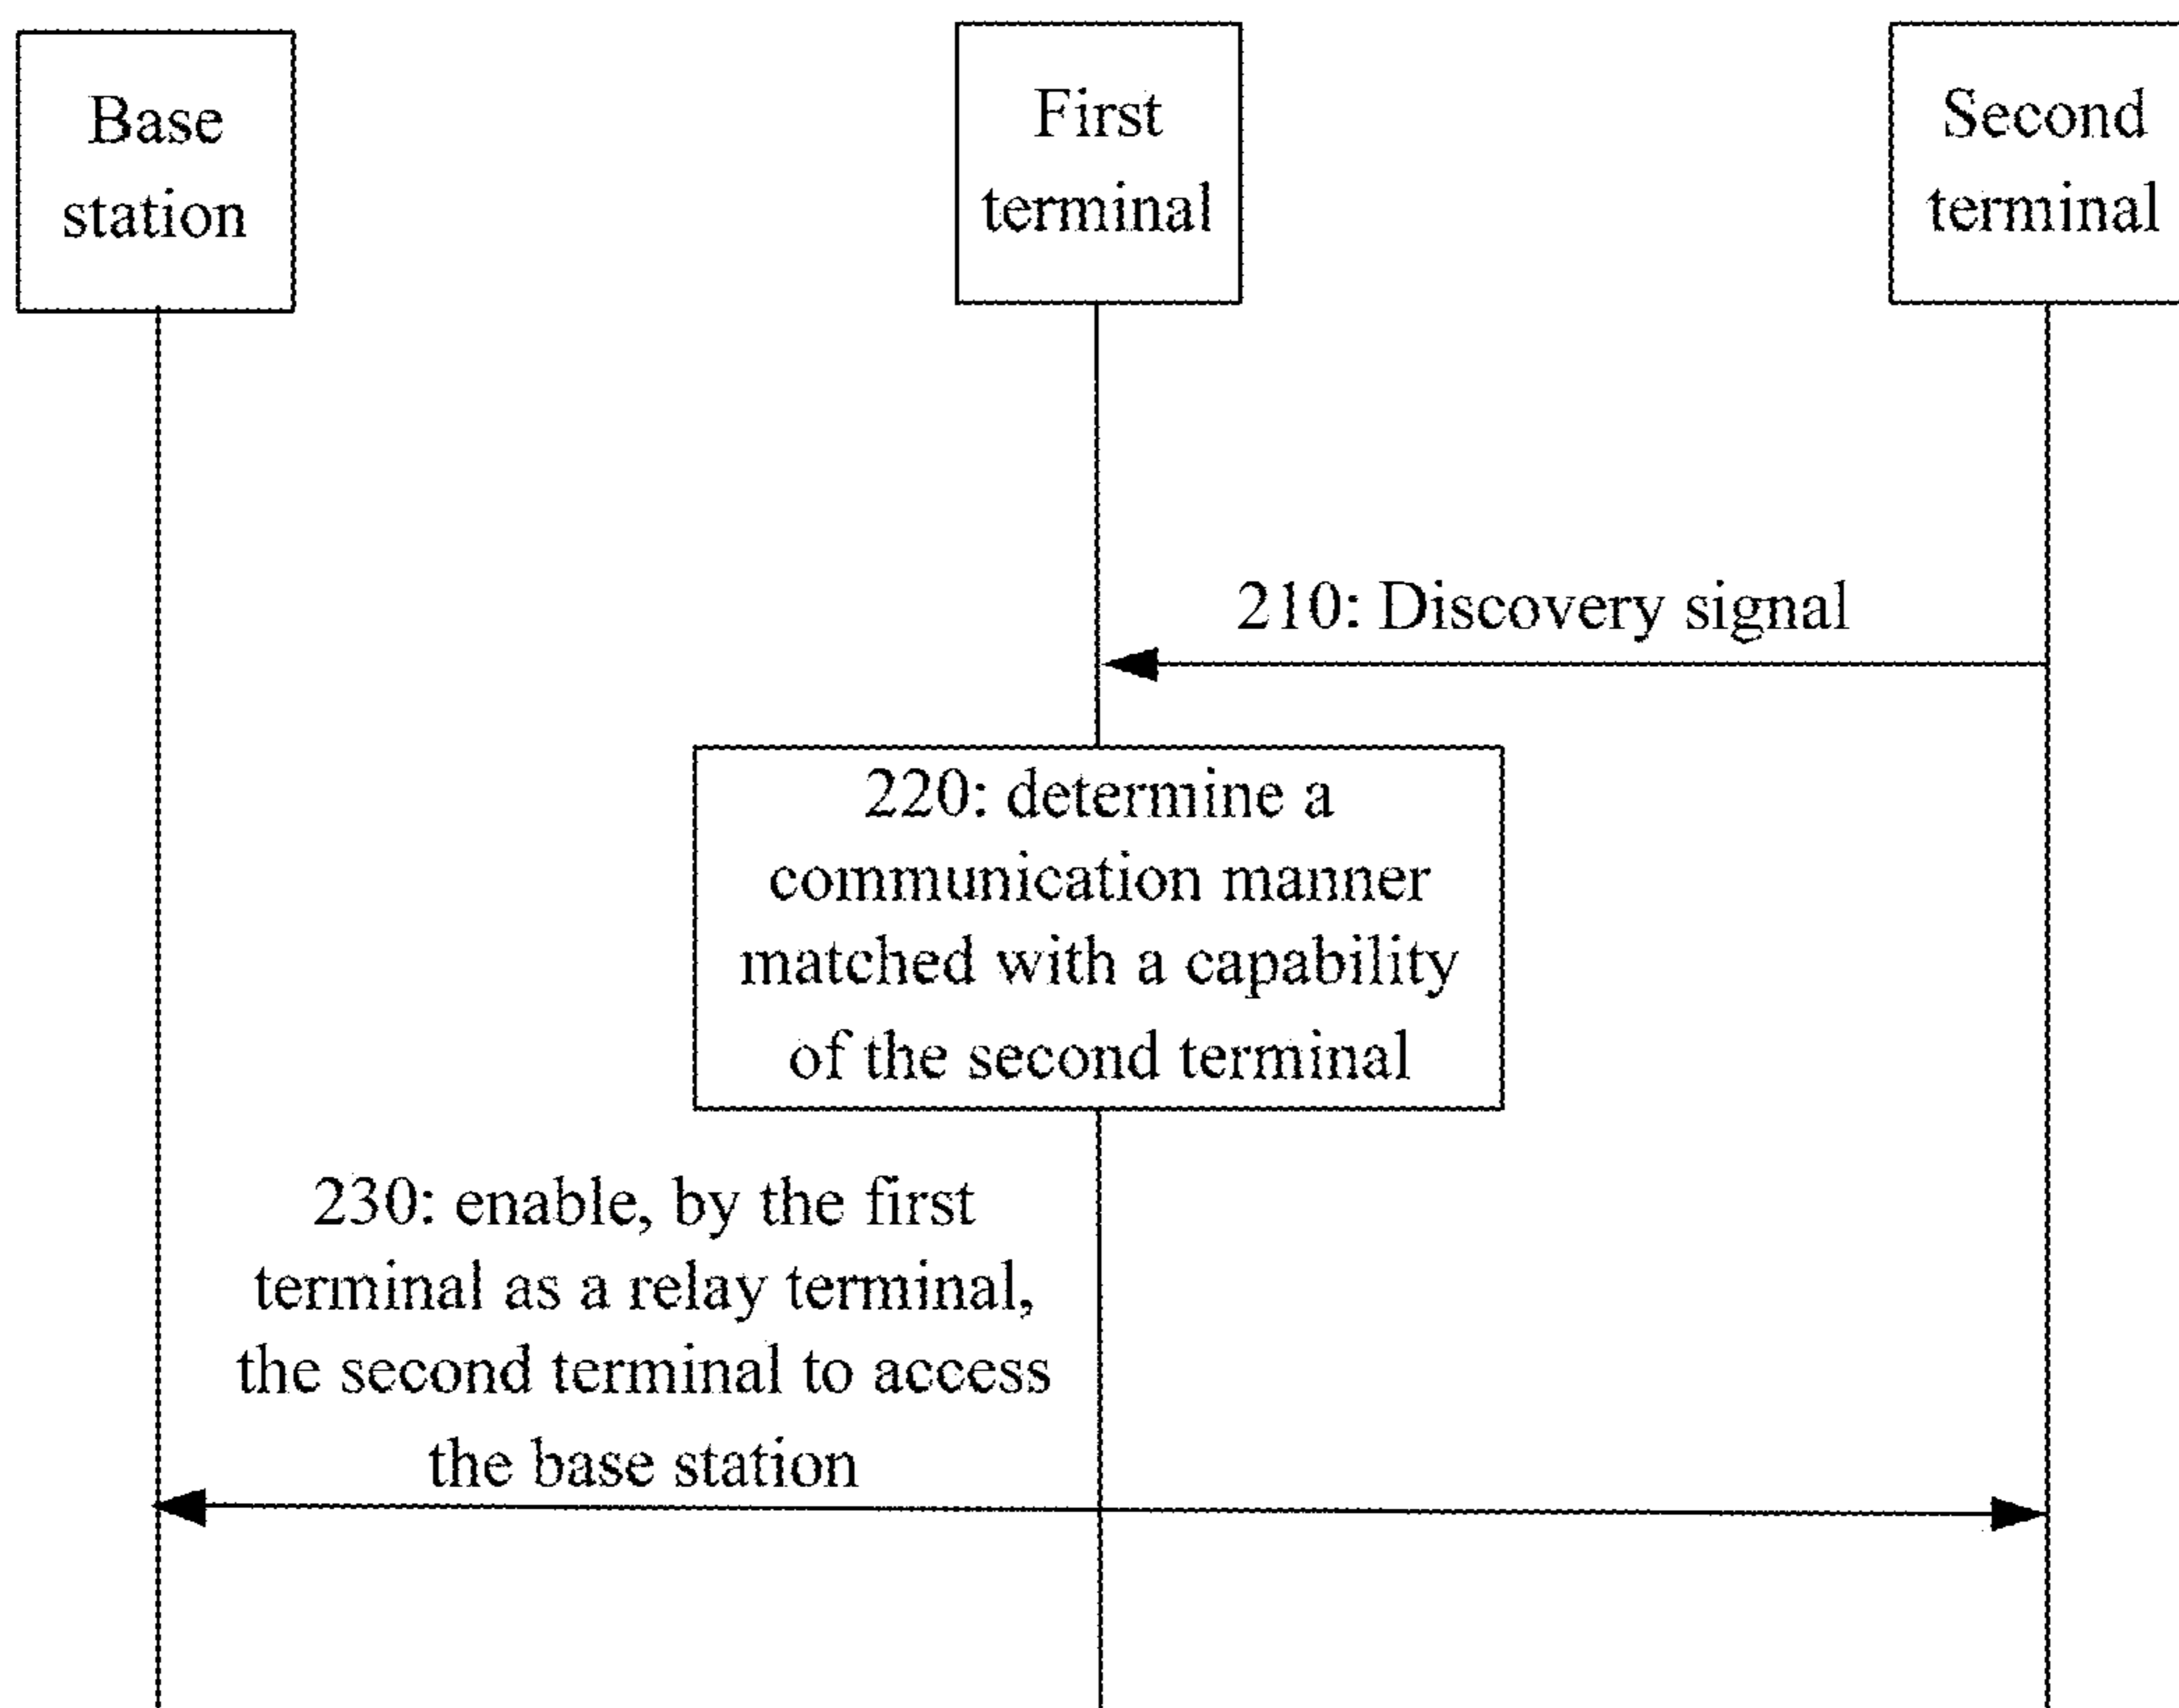 Base
station
First
terminal
Second
terminal
210: Discovery signal
220: determine a
communication manner
matched with a capability
of the second terminal
230: enable, by the first
terminal as a relay terminal,
the second terminal to access
the base station